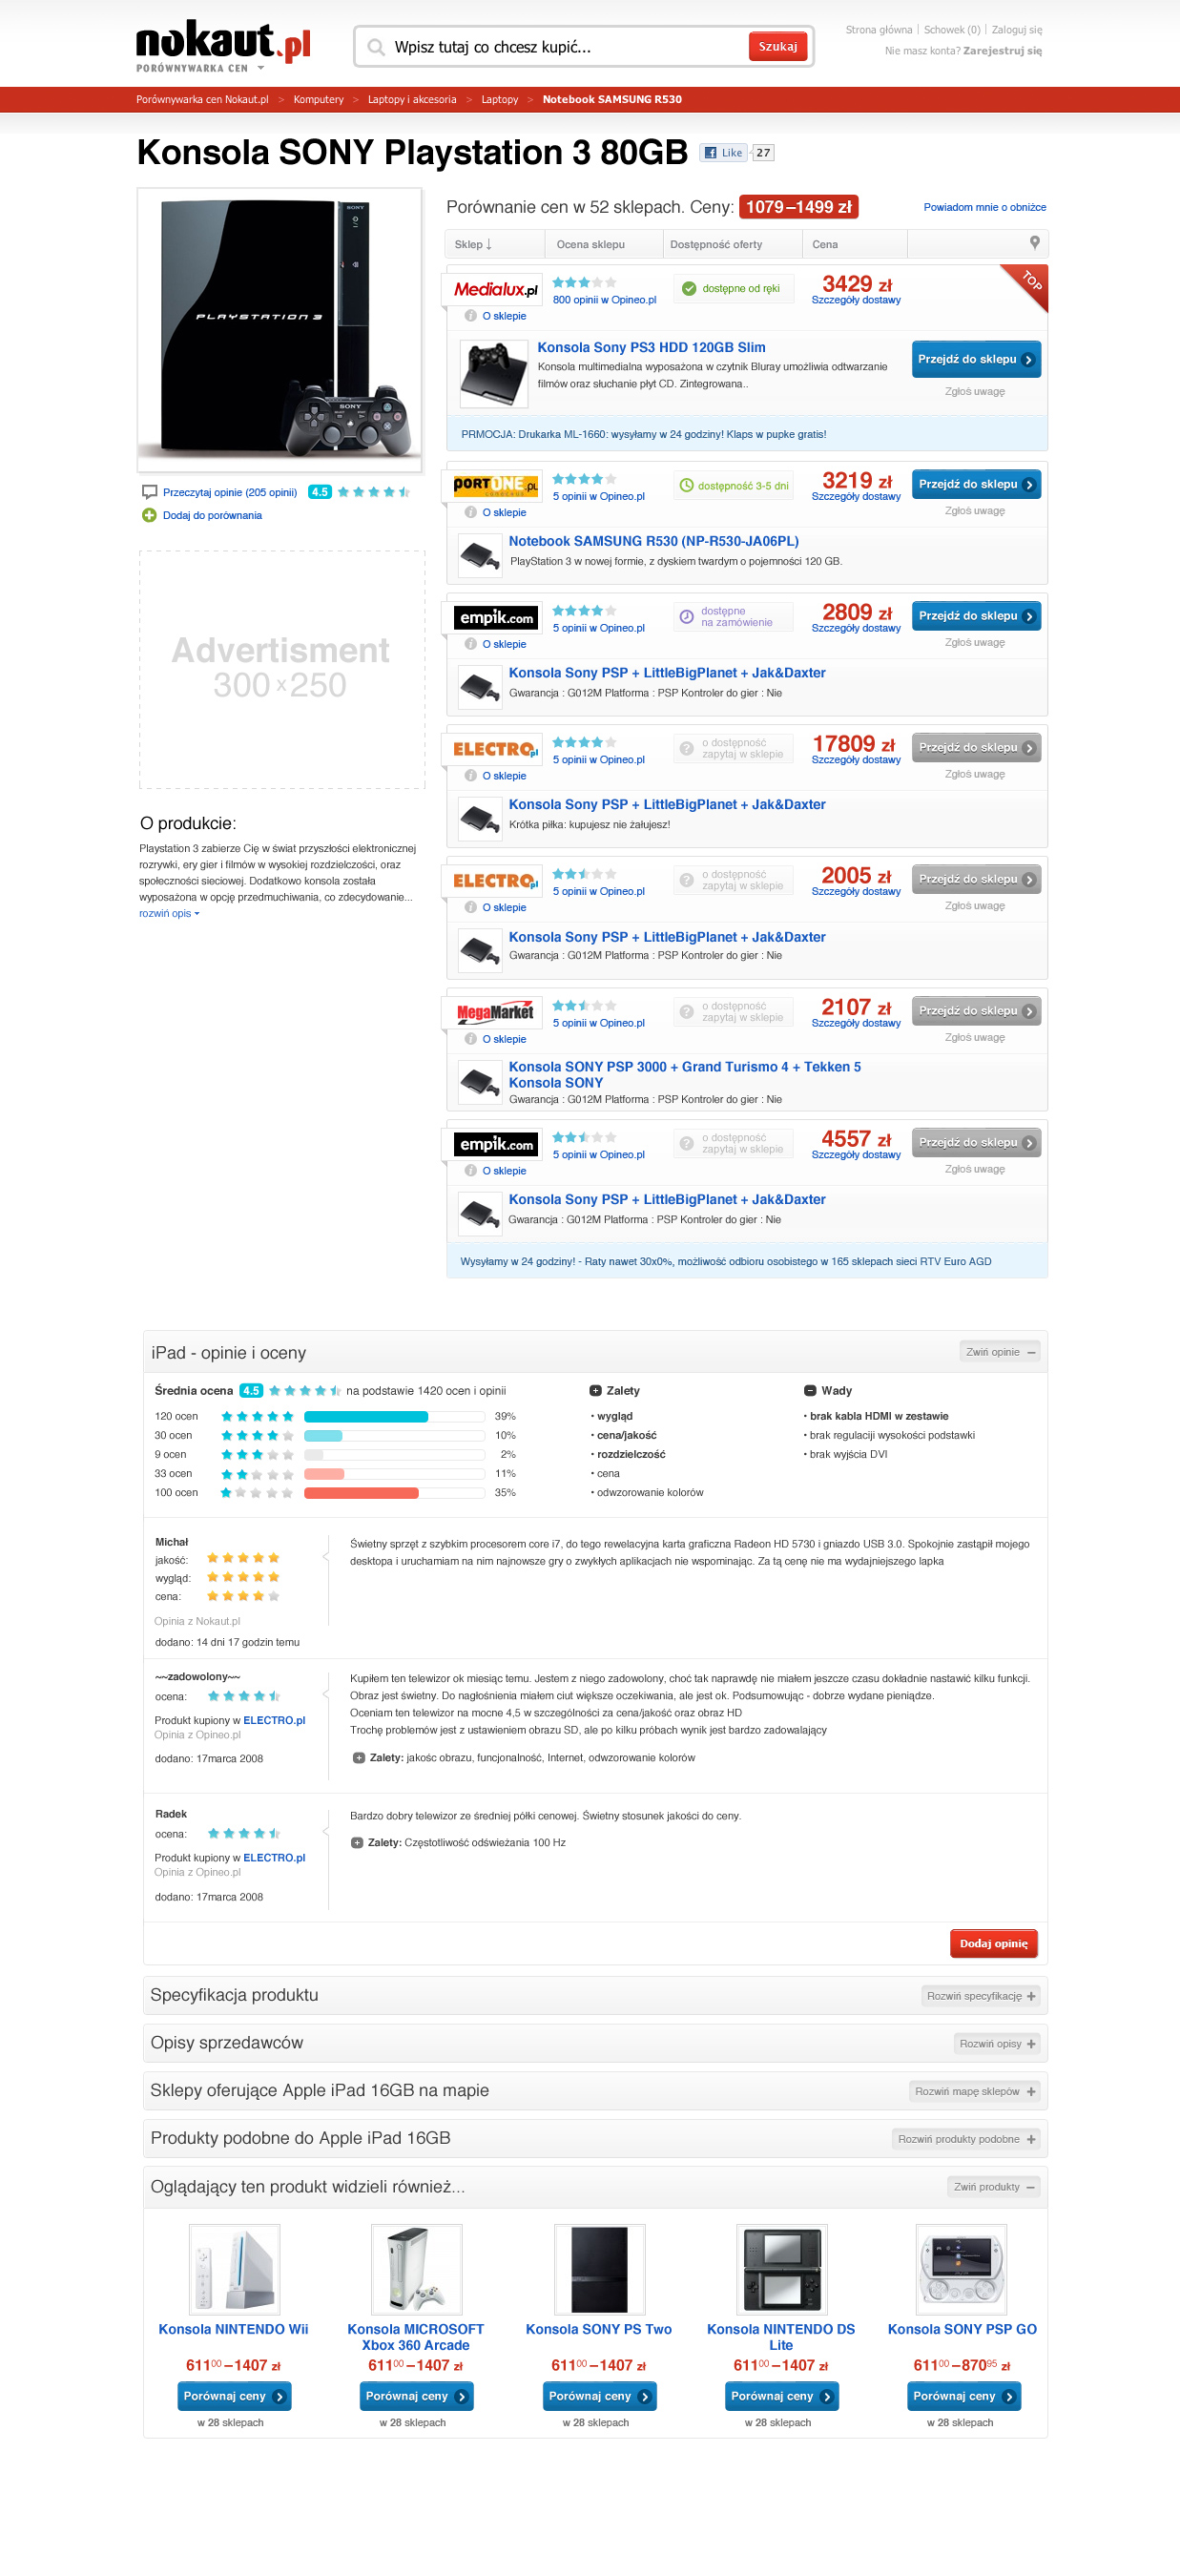 nokaut.pl
PORÓWNYWARKA CEN
Wpisz tutaj co chcesz kupić...
Szukaj
Strona główna | Schowek (0) | Zaloguj się
Nie masz konta? Zarejestruj się
Porównywarka cen Nokaut.pl > Komputery > Laptopy i akcesoria > Laptopy > Notebook SAMSUNG R530
Konsola SONY Playstation 3 80GB
Like 27
SONY
PLAYSTATION 3
SONY
Przeczytaj opinie (205 opinii) 4.5
Dodaj do porównania
Advertisment
300 x 250
O produkcie:
Playstation 3 zabierze Cię w świat przyszłości elektronicznej
rozrywki, ery gier i filmów w wysokiej rozdzielczości, oraz
społeczności sieciowej. Dodatkowo konsola została
wyposażona w opcję przedmuchiwania, co zdecydowanie...
rozwiń opis
Porównanie cen w 52 sklepach. Ceny: 1079–1499 zł
Powiadom mnie o obniżce
Sklep ↓ Ocena sklepu Dostępność oferty Cena
TOP
Medialux.pl
O sklepie
800 opinii w Opineo.pl
dostępne od ręki
3429 zł
Szczegóły dostawy
Konsola Sony PS3 HDD 120GB Slim
Konsola multimedialna wyposażona w czytnik Bluray umożliwia odtwarzanie
filmów oraz słuchanie płyt CD. Zintegrowana..
Przejdź do sklepu
Zgłoś uwagę
PRMOCJA: Drukarka ML-1660: wysyłamy w 24 godziny! Klaps w pupke gratis!
PORTONE.PL
O sklepie
5 opinii w Opineo.pl
dostępność 3-5 dni
3219 zł
Szczegóły dostawy
Przejdź do sklepu
Zgłoś uwagę
Notebook SAMSUNG R530 (NP-R530-JA06PL)
PlayStation 3 w nowej formie, z dyskiem twardym o pojemności 120 GB.
empik.com
O sklepie
5 opinii w Opineo.pl
dostępne
na zamówienie
2809 zł
Szczegóły dostawy
Przejdź do sklepu
Zgłoś uwagę
Konsola Sony PSP + LittleBigPlanet + Jak&Daxter
Gwarancja : G012M Platforma : PSP Kontroler do gier : Nie
ELECTRO.pl
O sklepie
5 opinii w Opineo.pl
o dostępność
zapytaj w sklepie
17809 zł
Szczegóły dostawy
Przejdź do sklepu
Zgłoś uwagę
Konsola Sony PSP + LittleBigPlanet + Jak&Daxter
Krótka piłka: kupujesz nie żałujesz!
ELECTRO.pl
O sklepie
5 opinii w Opineo.pl
o dostępność
zapytaj w sklepie
2005 zł
Szczegóły dostawy
Przejdź do sklepu
Zgłoś uwagę
Konsola Sony PSP + LittleBigPlanet + Jak&Daxter
Gwarancja : G012M Platforma : PSP Kontroler do gier : Nie
MegaMarket
O sklepie
5 opinii w Opineo.pl
o dostępność
zapytaj w sklepie
2107 zł
Szczegóły dostawy
Przejdź do sklepu
Zgłoś uwagę
Konsola SONY PSP 3000 + Grand Turismo 4 + Tekken 5
Konsola SONY
Gwarancja : G012M Platforma : PSP Kontroler do gier : Nie
empik.com
O sklepie
5 opinii w Opineo.pl
o dostępność
zapytaj w sklepie
4557 zł
Szczegóły dostawy
Przejdź do sklepu
Zgłoś uwagę
Konsola Sony PSP + LittleBigPlanet + Jak&Daxter
Gwarancja : G012M Platforma : PSP Kontroler do gier : Nie
Wysyłamy w 24 godziny! - Raty nawet 30x0%, możliwość odbioru osobistego w 165 sklepach sieci RTV Euro AGD
iPad - opinie i oceny
Zwiń opinie –
Średnia ocena 4.5 na podstawie 1420 ocen i opinii
120 ocen 39%
30 ocen 10%
9 ocen 2%
33 ocen 11%
100 ocen 35%
Zalety
• wygląd
• cena/jakość
• rozdzielczość
• cena
• odwzorowanie kolorów
Wady
• brak kabla HDMI w zestawie
• brak regulaciji wysokości podstawki
• brak wyjścia DVI
Michał
jakość:
wygląd:
cena:
Opinia z Nokaut.pl
dodano: 14 dni 17 godzin temu
Świetny sprzęt z szybkim procesorem core i7, do tego rewelacyjna karta graficzna Radeon HD 5730 i gniazdo USB 3.0. Spokojnie zastąpił mojego
desktopa i uruchamiam na nim najnowsze gry o zwykłych aplikacjach nie wspominając. Za tą cenę nie ma wydajniejszego lapka
~~zadowolony~~
ocena:
Produkt kupiony w ELECTRO.pl
Opinia z Opineo.pl
dodano: 17marca 2008
Kupiłem ten telewizor ok miesiąc temu. Jestem z niego zadowolony, choć tak naprawdę nie miałem jeszcze czasu dokładnie nastawić kilku funkcji.
Obraz jest świetny. Do nagłośnienia miałem ciut większe oczekiwania, ale jest ok. Podsumowując - dobrze wydane pieniądze.
Oceniam ten telewizor na mocne 4,5 w szczególności za cena/jakość oraz obraz HD
Trochę problemów jest z ustawieniem obrazu SD, ale po kilku próbach wynik jest bardzo zadowalający
Zalety: jakośc obrazu, funcjonalność, Internet, odwzorowanie kolorów
Radek
ocena:
Produkt kupiony w ELECTRO.pl
Opinia z Opineo.pl
dodano: 17marca 2008
Bardzo dobry telewizor ze średniej półki cenowej. Świetny stosunek jakości do ceny.
Zalety: Częstotliwość odświeżania 100 Hz
Dodaj opinię
Specyfikacja produktu
Rozwiń specyfikację +
Opisy sprzedawców
Rozwiń opisy +
Sklepy oferujące Apple iPad 16GB na mapie
Rozwiń mapę sklepów +
Produkty podobne do Apple iPad 16GB
Rozwiń produkty podobne +
Oglądający ten produkt widzieli również...
Zwiń produkty –
Konsola NINTENDO Wii
611 00 – 1407 zł
Porównaj ceny
w 28 sklepach
Konsola MICROSOFT
Xbox 360 Arcade
611 00 – 1407 zł
Porównaj ceny
w 28 sklepach
Konsola SONY PS Two
611 00 – 1407 zł
Porównaj ceny
w 28 sklepach
Konsola NINTENDO DS
Lite
611 00 – 1407 zł
Porównaj ceny
w 28 sklepach
Konsola SONY PSP GO
611 00 – 870 95 zł
Porównaj ceny
w 28 sklepach